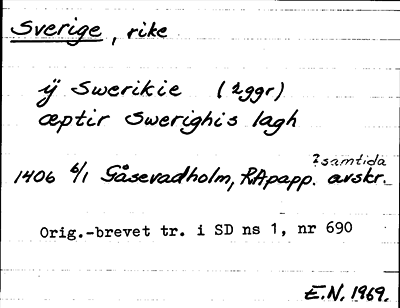 Sverige, rike
ÿ Swerikie (2ggr)
æptir Swerighis lagh
?samtida
1406 6/1 Gåsevadholm, RApapp. avskr.
Orig.-brevet tr. i SD ns 1, nr 690
E.N. 1969.